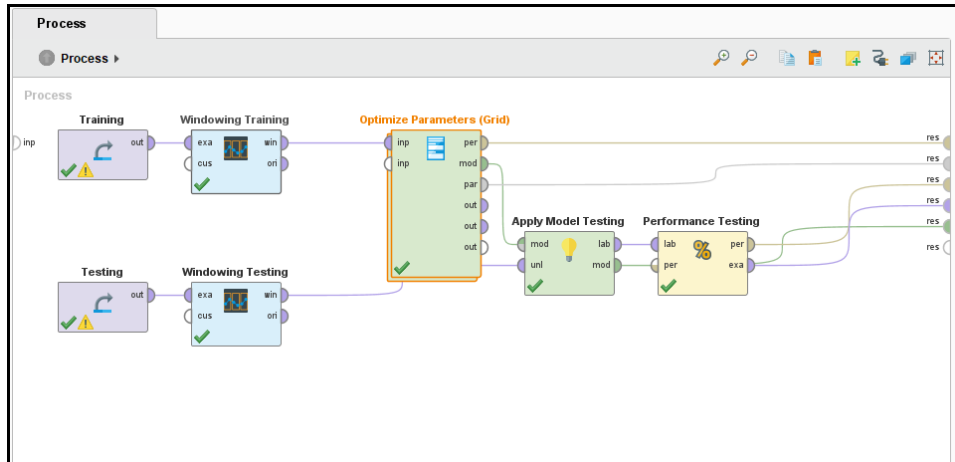 Process
Process
Process
Training
Windowing Training
Optimize Parameters (Grid)
inp
out
exa
win
cus
ori
inp
per
inp
mod
par
out
out
out
res
res
res
res
res
res
Apply Model Testing
Performance Testing
mod
lab
unl
mod
lab
per
per
exa
Testing
Windowing Testing
out
exa
win
cus
ori